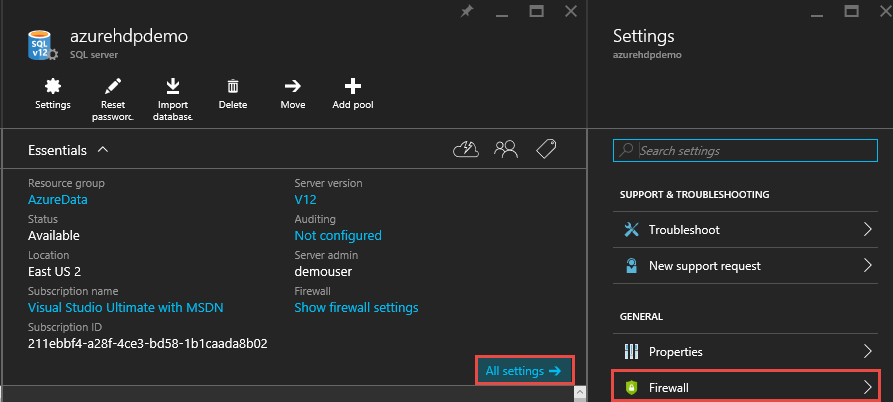 azurehdpdemo
SQL server
SQL
v12
Settings
Reset
passworc.
Import
database.
Delete
Move
Add pool
Essentials
Resource group
AzureData
Status
Available
Location
East US 2
Subscription name
Visual Studio Ultimate with MSDN
Subscription ID
211ebbf4-a28f-4ce3-bd58-1b1caada8b02
Server version
V12
Auditing
Not configured
Server admin
demouser
Firewall
Show firewall settings
All settings
Settings
azurehdpdemo
Search settings
SUPPORT & TROUBLESHOOTING
Troubleshoot
New support request
GENERAL
Properties
Firewall